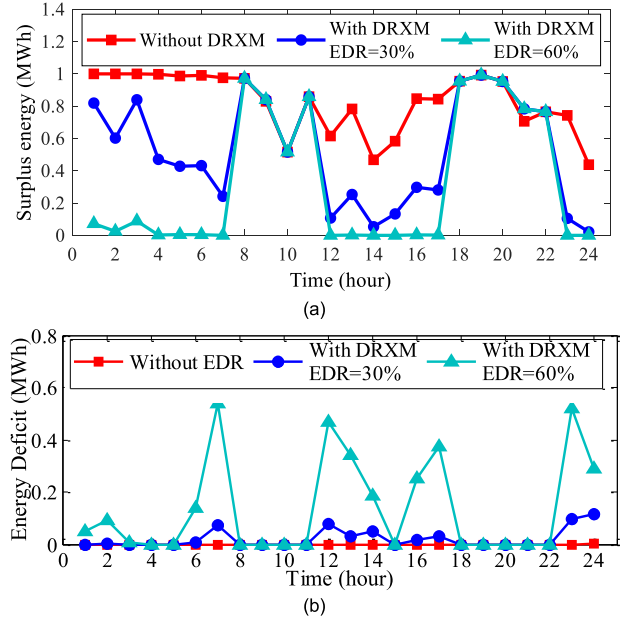 1.4
1.2
1
0.8
0.6
0.4
0.2
0
Surplus energy (MWh)
Without DRXM
With DRXM
EDR=30%
With DRXM
EDR=60%
0 2 4 6 8 10 12 14 16 18 20 22 24
Time (hour)
(a)
0.8
0.6
0.4
0.2
0
Energy Deficit (MWh)
Without EDR
With DRXM
EDR=30%
With DRXM
EDR=60%
0 2 4 6 8 10 12 14 16 18 20 22 24
Time (hour)
(b)